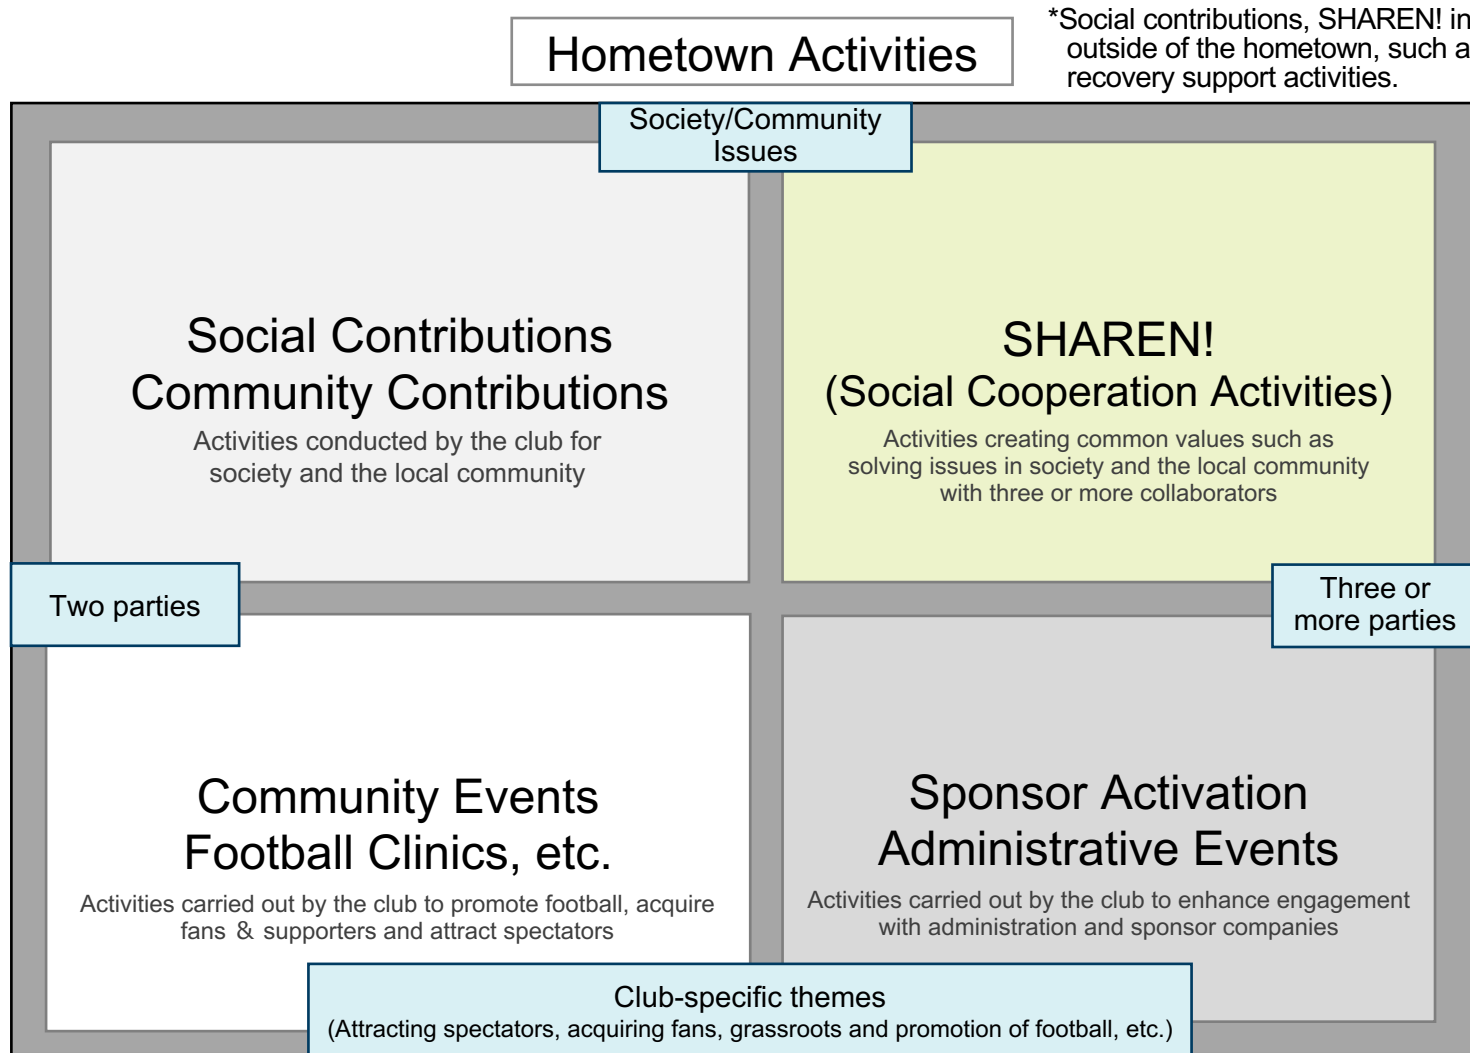 Hometown Activities
*Social contributions, SHAREN! in
outside of the hometown, such a
recovery support activities.
Society/Community
Issues
Social Contributions
Community Contributions
Activities conducted by the club for
society and the local community
SHAREN!
(Social Cooperation Activities)
Activities creating common values such as
solving issues in society and the local community
with three or more collaborators
Two parties
Three or
more parties
Community Events
Football Clinics, etc.
Activities carried out by the club to promote football, acquire
fans & supporters and attract spectators
Sponsor Activation
Administrative Events
Activities carried out by the club to enhance engagement
with administration and sponsor companies
Club-specific themes
(Attracting spectators, acquiring fans, grassroots and promotion of football, etc.)